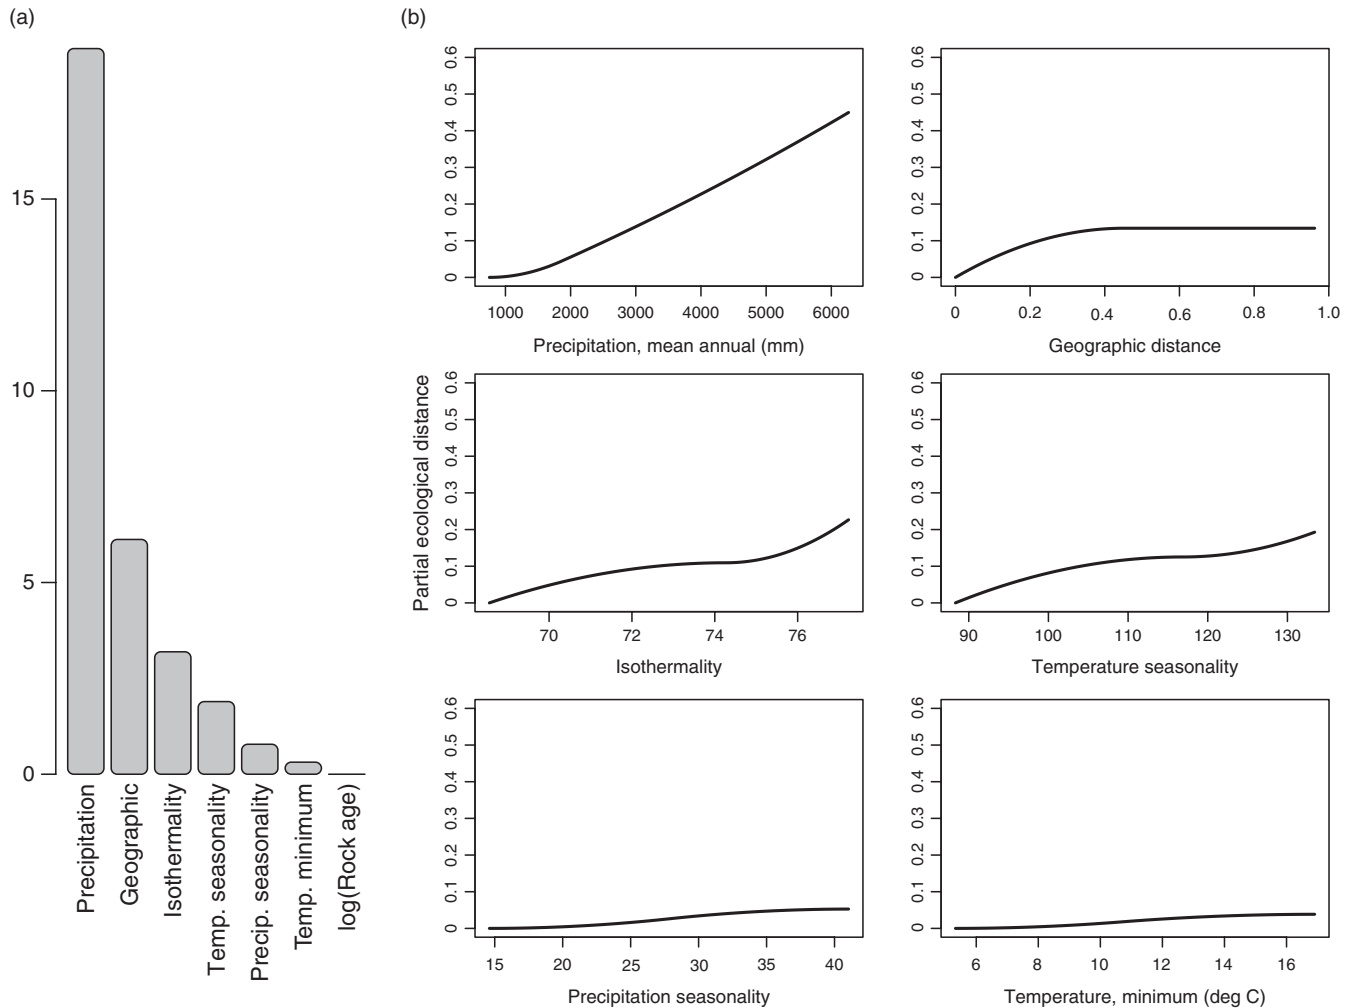 (a)
15
10
5
0
Precipitation
Geographic
Isothermality
Temp. seasonality
Precip. seasonality
Temp. minimum
log(Rock age)
(b)
Partial ecological distance
0.6
0.5
0.4
0.3
0.2
0.1
0
1000 2000 3000 4000 5000 6000
Precipitation, mean annual (mm)
0.6
0.5
0.4
0.3
0.2
0.1
0
0 0.2 0.4 0.6 0.8 1.0
Geographic distance
0.6
0.5
0.4
0.3
0.2
0.1
0
70 72 74 76
Isothermality
0.6
0.5
0.4
0.3
0.2
0.1
0
90 100 110 120 130
Temperature seasonality
0.6
0.5
0.4
0.3
0.2
0.1
0
15 20 25 30 35 40
Precipitation seasonality
0.6
0.5
0.4
0.3
0.2
0.1
0
6 8 10 12 14 16
Temperature, minimum (deg C)